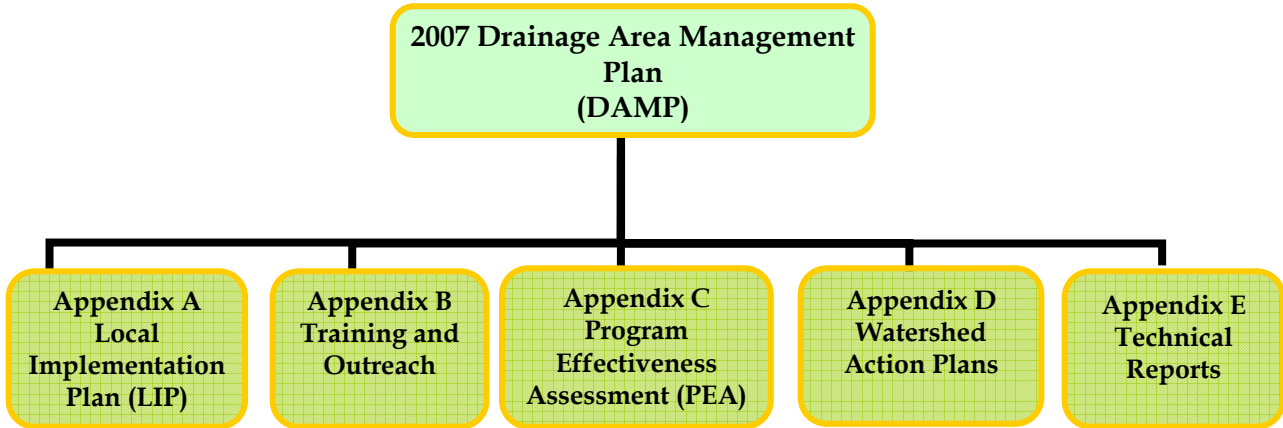 2007 Drainage Area Management
Plan
(DAMP)
Appendix A
Local
Implementation
Plan (LIP)
Appendix B
Training and
Outreach
Appendix C
Program
Effectiveness
Assessment (PEA)
Appendix D
Watershed
Action Plans
Appendix E
Technical
Reports